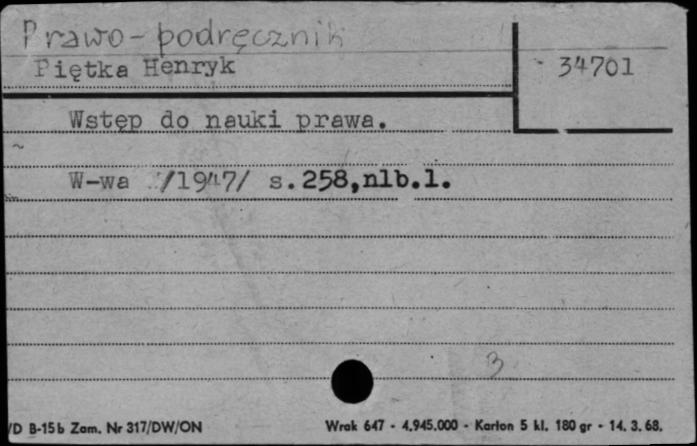 Prawo-podręcznik
Piętka Henryk
34701
Wstęp do nauki prawa.
W-wa /1947/ s.258,nlb.1.
3
/D B-15b Zam. Nr 317/DW/ON
Wrak 647 - 4.945.000 - Karton 5 kl. 180 gr - 14. 3. 68.